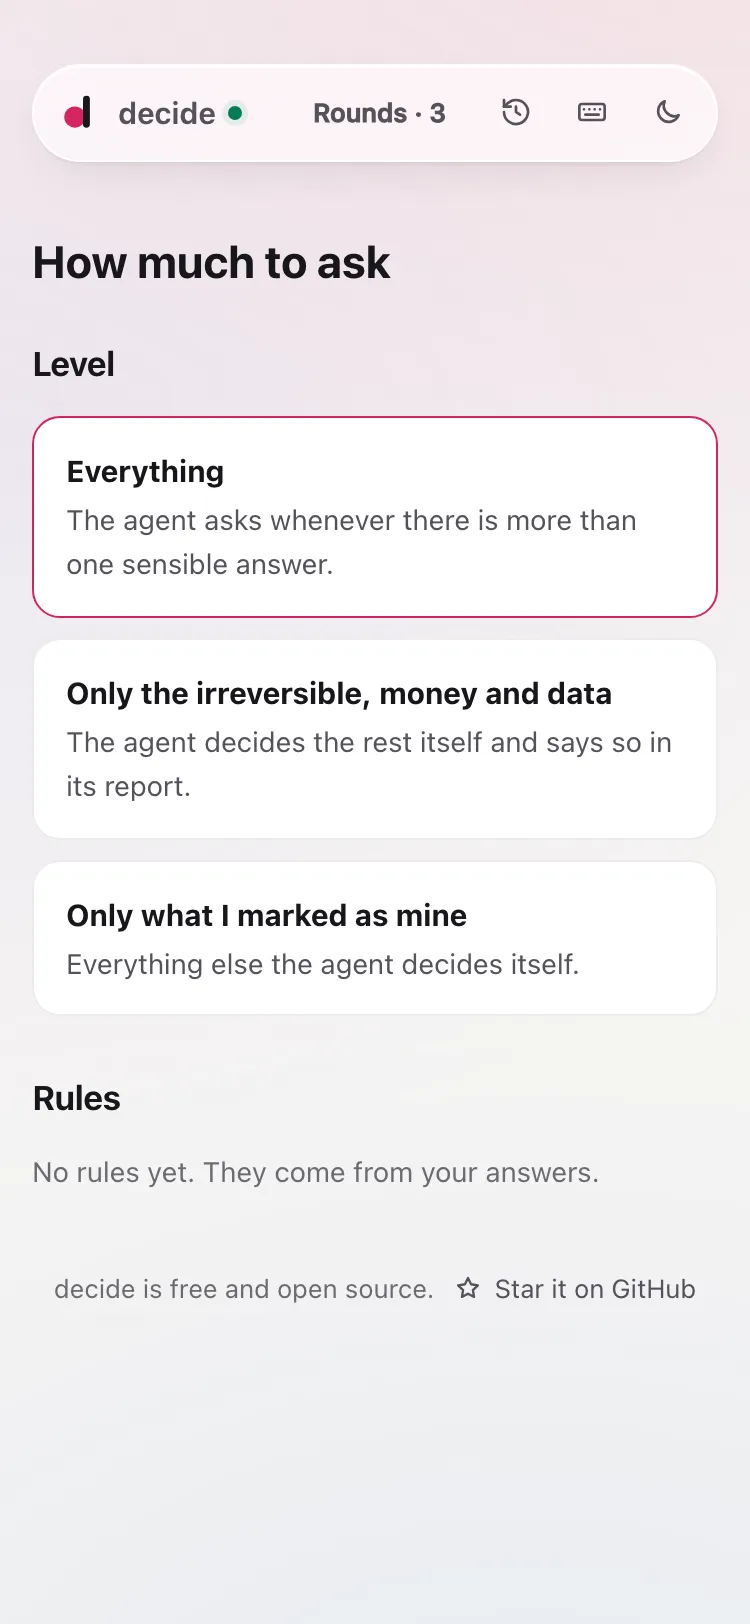 decide
Rounds · 3
How much to ask
Level
Everything
The agent asks whenever there is more than
one sensible answer.
Only the irreversible, money and data
The agent decides the rest itself and says so in
its report.
Only what I marked as mine
Everything else the agent decides itself.
Rules
No rules yet. They come from your answers.
decide is free and open source. Star it on GitHub